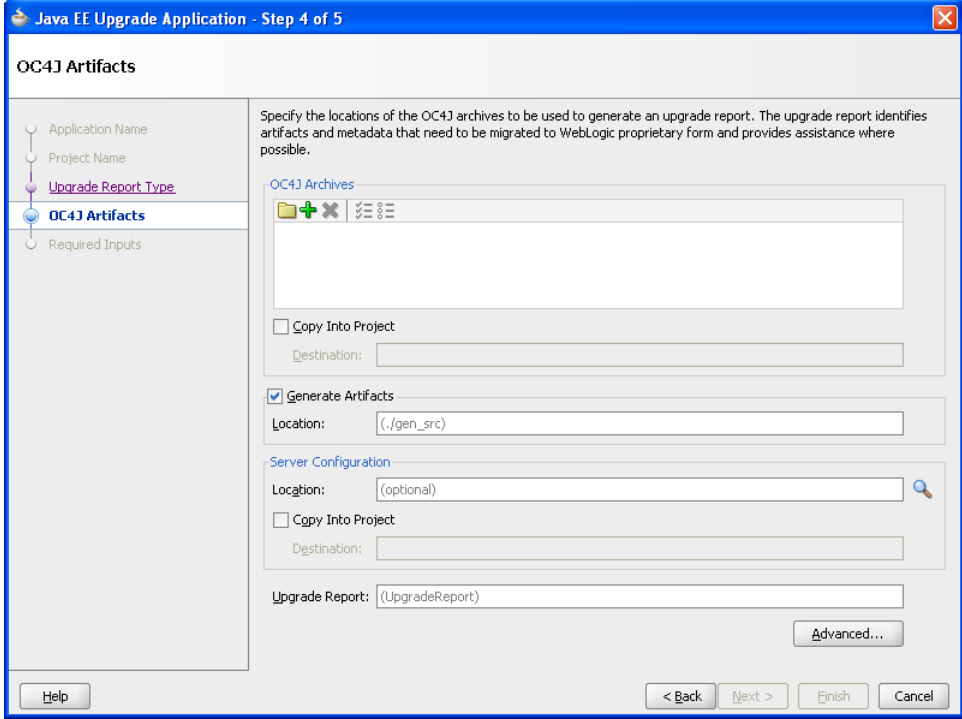 Java EE Upgrade Application - Step 4 of 5
OC4J Artifacts
Application Name
Project Name
Upgrade Report Type
OC4J Artifacts
Required Inputs
Specify the locations of the OC4J archives to be used to generate an upgrade report. The upgrade report identifies
artifacts and metadata that need to be migrated to WebLogic proprietary form and provides assistance where
possible.
OC4J Archives
Copy Into Project
Destination:
Generate Artifacts
Location: (./gen_src)
Server Configuration
Location: (optional)
Copy Into Project
Destination:
Upgrade Report: (UpgradeReport)
Advanced...
Help < Back Next > Finish Cancel